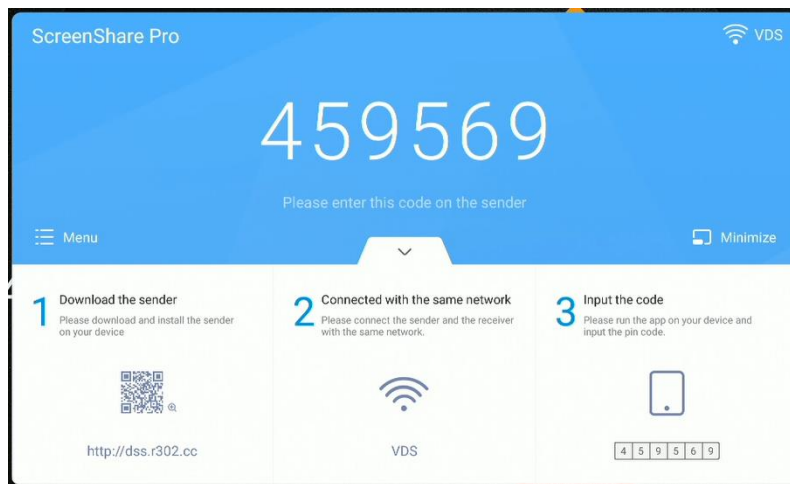 ScreenShare Pro
VDS
459569
Please enter this code on the sender
Menu
Minimize
1 Download the sender
Please download and install the sender
on your device
http://dss.r302.cc
2 Connected with the same network
Please connect the sender and the receiver
with the same network.
VDS
3 Input the code
Please run the app on your device and
input the pin code.
4 5 9 5 6 9